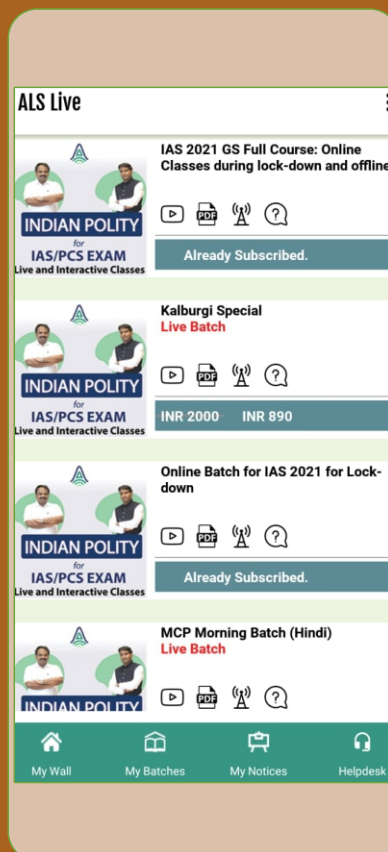 ALS Live
IAS 2021 GS Full Course: Online
Classes during lock-down and offline
INDIAN POLITY
for
IAS/PCS EXAM
Live and Interactive Classes
PDF
Already Subscribed.
Kalburgi Special
Live Batch
INDIAN POLITY
for
IAS/PCS EXAM
Live and Interactive Classes
PDF
INR 2000 INR 890
Online Batch for IAS 2021 for Lock-
down
INDIAN POLITY
for
IAS/PCS EXAM
Live and Interactive Classes
PDF
Already Subscribed.
MCP Morning Batch (Hindi)
Live Batch
INDIAN POLITY
PDF
My Wall
My Batches
My Notices
Helpdesk